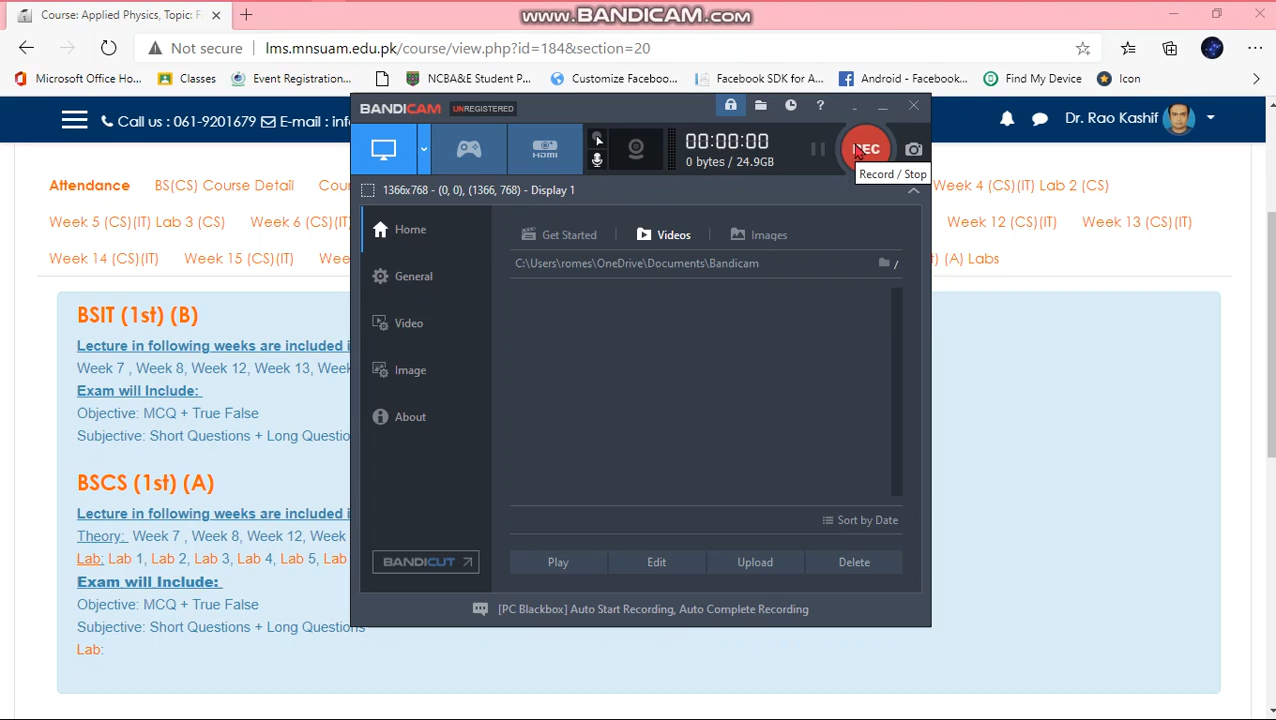 www.BANDICAM.com
Course: Applied Physics, Topic: F
Not secure
lms.mnsuam.edu.pk/course/view.php?id=184&section=20
Microsoft Office Ho...
Classes
Event Registration...
NCBA&E Student P...
Customize Faceboo...
Facebook SDK for A...
Android - Facebook...
Find My Device
Icon
Call us : 061-9201679
E-mail : inf
Dr. Rao Kashif
BANDICAM
UNREGISTERED
HDMI
00:00:00
0 bytes / 24.9GB
REC
Record / Stop
1366x768 - (0, 0), (1366, 768) - Display 1
Attendance
BS(CS) Course Detail
Cour
Week 4 (CS)(IT) Lab 2 (CS)
Week 5 (CS)(IT) Lab 3 (CS)
Week 6 (CS)(
Week 12 (CS)(IT)
Week 13 (CS)(IT)
Week 14 (CS)(IT)
Week 15 (CS)(IT)
Wee
) (A) Labs
Home
General
Video
Image
About
BANDICUT
Get Started
Videos
Images
C:\Users\romes\OneDrive\Documents\Bandicam
/
Sort by Date
Play
Edit
Upload
Delete
[PC Blackbox] Auto Start Recording, Auto Complete Recording
BSIT (1st) (B)
Lecture in following weeks are included i
Week 7 , Week 8, Week 12, Week 13, Week
Exam will Include:
Objective: MCQ + True False
Subjective: Short Questions + Long Questio
BSCS (1st) (A)
Lecture in following weeks are included i
Theory: Week 7 , Week 8, Week 12, Week
Lab: Lab 1, Lab 2, Lab 3, Lab 4, Lab 5, Lab
Exam will Include:
Objective: MCQ + True False
Subjective: Short Questions + Long Questions
Lab: